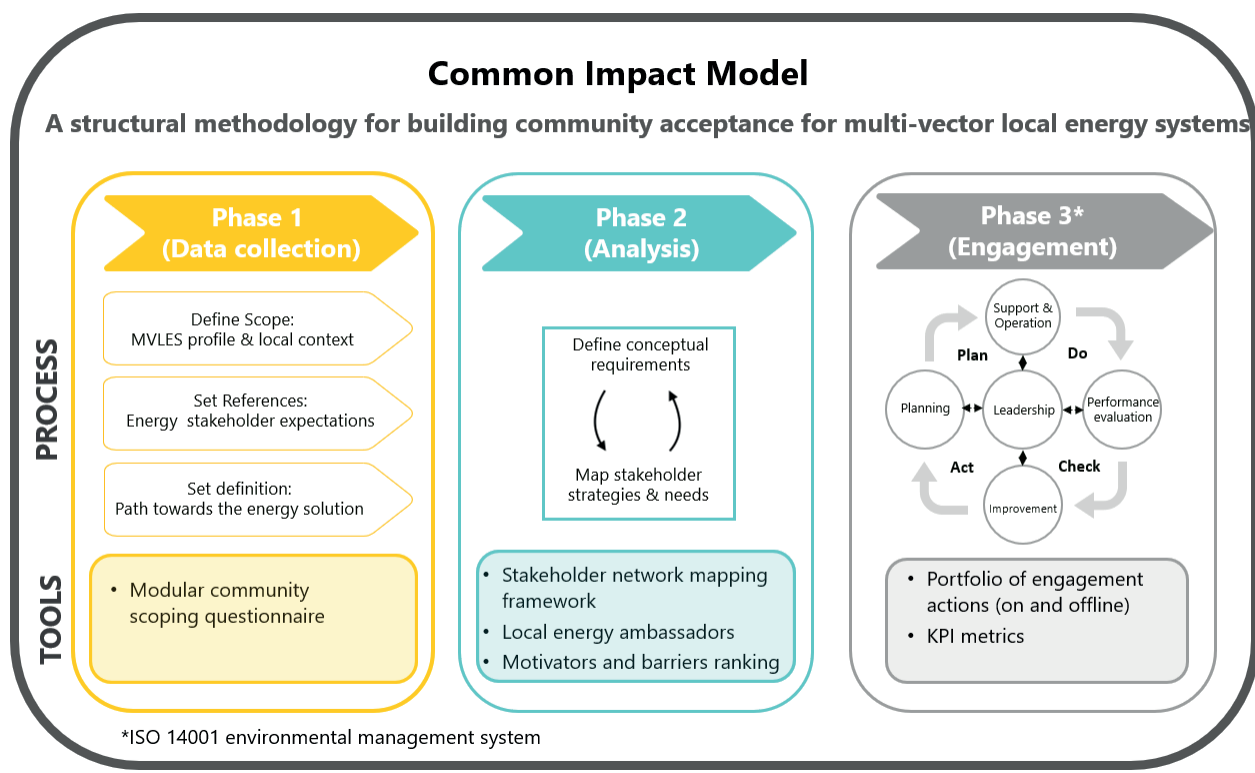 Common Impact Model
A structural methodology for building community acceptance for multi-vector local energy systems
Phase 1
(Data collection)
Phase 2
(Analysis)
Phase 3*
(Engagement)
PROCESS
Define Scope:
MVLES profile & local context
Set References:
Energy stakeholder expectations
Set definition:
Path towards the energy solution
Define conceptual
requirements
Map stakeholder
strategies & needs
Support &
Operation
Plan
Do
Planning
Leadership
Performance
evaluation
Act
Check
Improvement
TOOLS
• Modular community
scoping questionnaire
• Stakeholder network mapping
framework
• Local energy ambassadors
• Motivators and barriers ranking
• Portfolio of engagement
actions (on and offline)
• KPI metrics
*ISO 14001 environmental management system